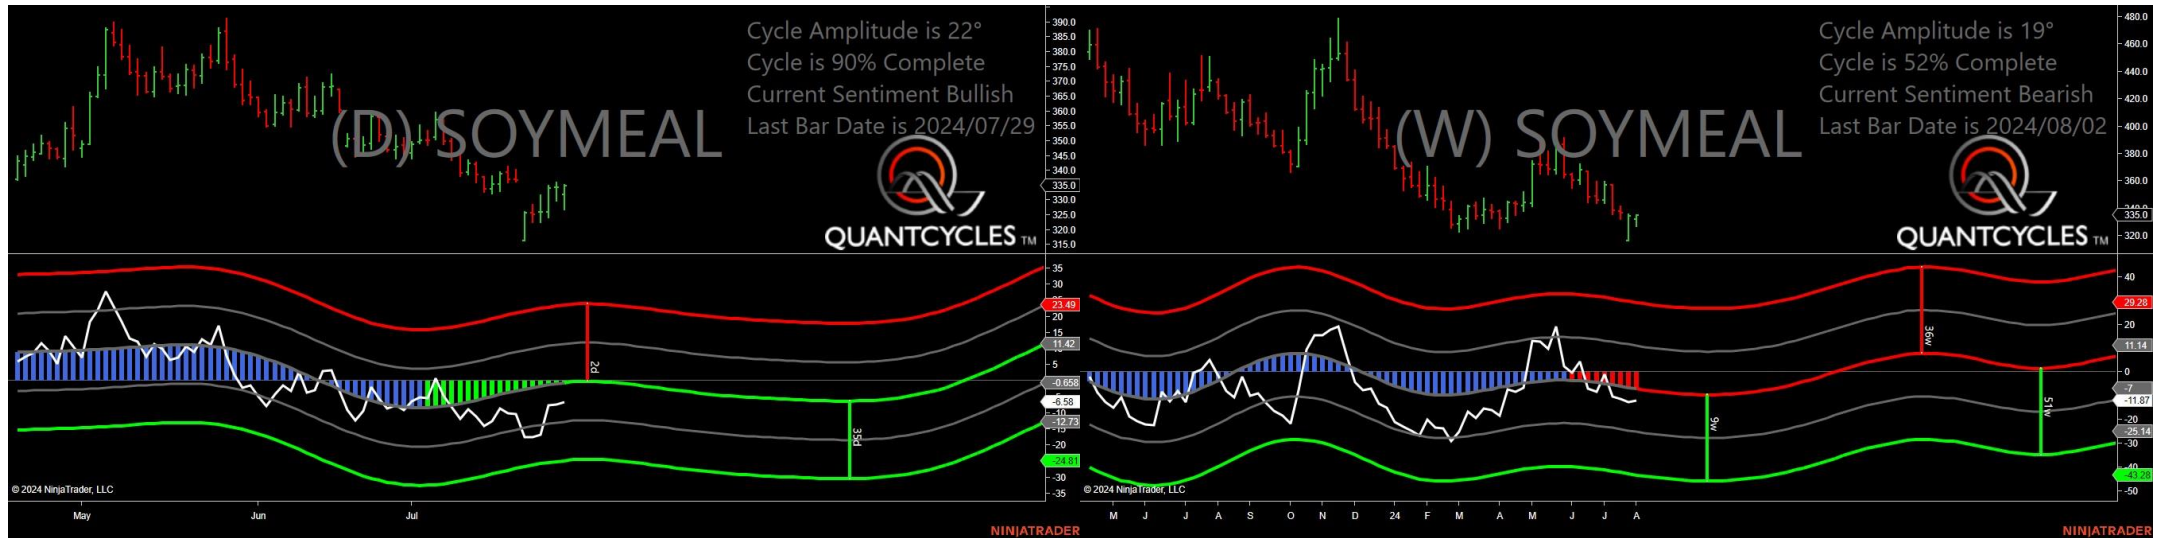 Cycle Amplitude is 22°
Cycle is 90% Complete
Current Sentiment Bullish
Last Bar Date is 2024/07/29
(D) SOYMEAL
QUANTCYCLES TM
390.0
385.0
380.0
375.0
370.0
365.0
360.0
355.0
350.0
345.0
340.0
335.0
330.0
325.0
320.0
315.0
35
30
23.49
20
15
11.42
5
-0.658
-6.58
-10
-12.73
-15
-20
-24.81
-30
-35
2d
35d
© 2024 NinjaTrader, LLC
May Jun Jul
NINJATRADER
Cycle Amplitude is 19°
Cycle is 52% Complete
Current Sentiment Bearish
Last Bar Date is 2024/08/02
(W) SOYMEAL
QUANTCYCLES TM
480.0
460.0
440.0
420.0
400.0
380.0
360.0
340.0
335.0
320.0
40
29.28
20
11.14
0
-7
-11.87
-20
-25.14
-30
-40
-43.28
-50
9w
36w
51w
© 2024 NinjaTrader, LLC
M J J A S O N D 24 F M A M J J A
NINJATRADER